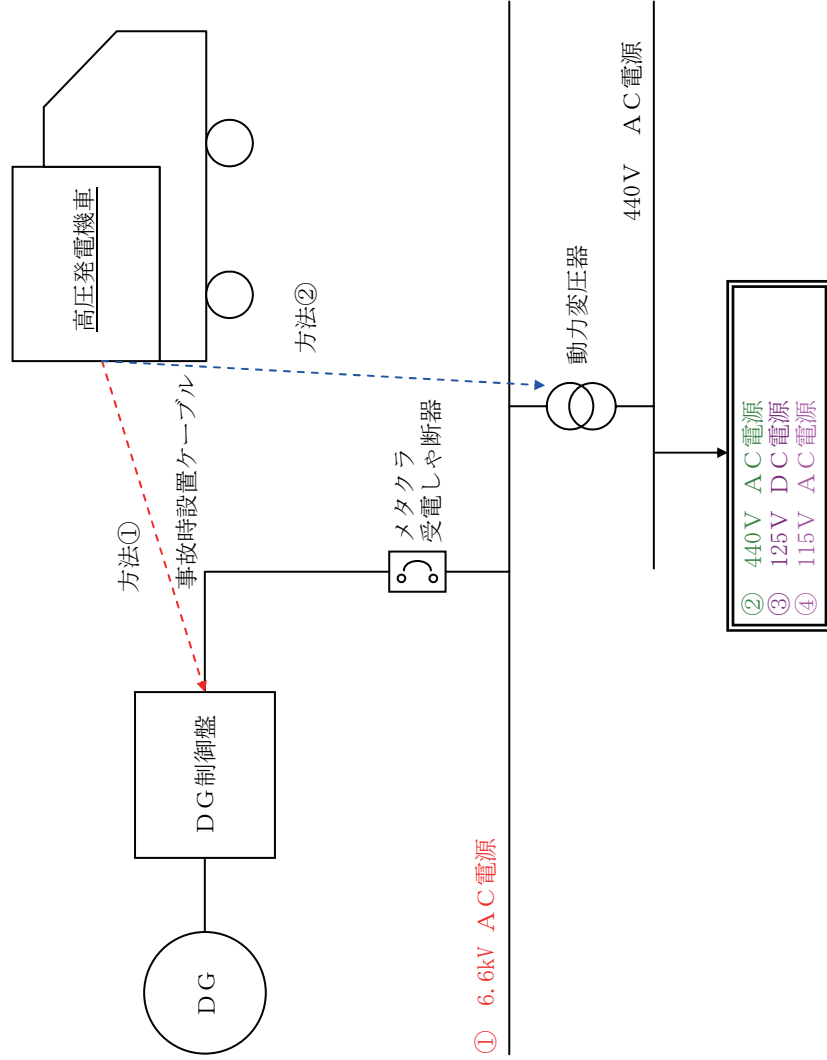 高圧発電機車
方法①
事故時設置ケーブル
方法②
DG
DG制御盤
メタクラ
受電しゃ断器
① 6.6kV AC電源
動力変圧器
440V AC電源
② 440V AC電源
③ 125V DC電源
④ 115V AC電源